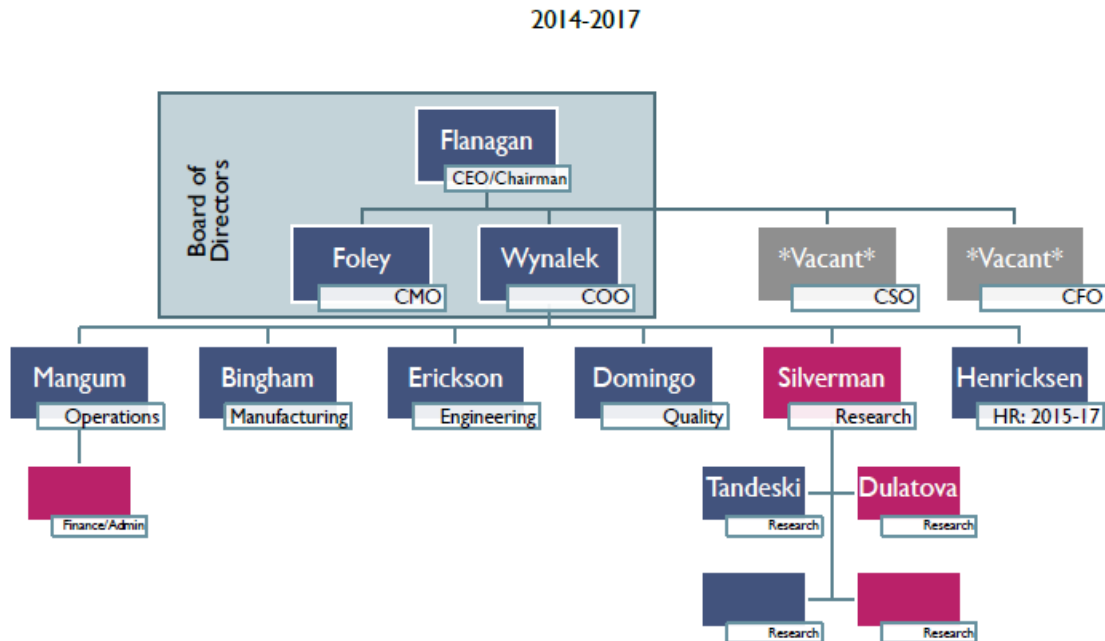 2014-2017
Board of
Directors
Flanagan
CEO/Chairman
Foley
CMO
Wynalek
COO
*Vacant*
CSO
*Vacant*
CFO
Mangum
Operations
Bingham
Manufacturing
Erickson
Engineering
Domingo
Quality
Silverman
Research
Henricksen
HR: 2015-17
Finance/Admin
Tandeski
Research
Dulatova
Research
Research
Research